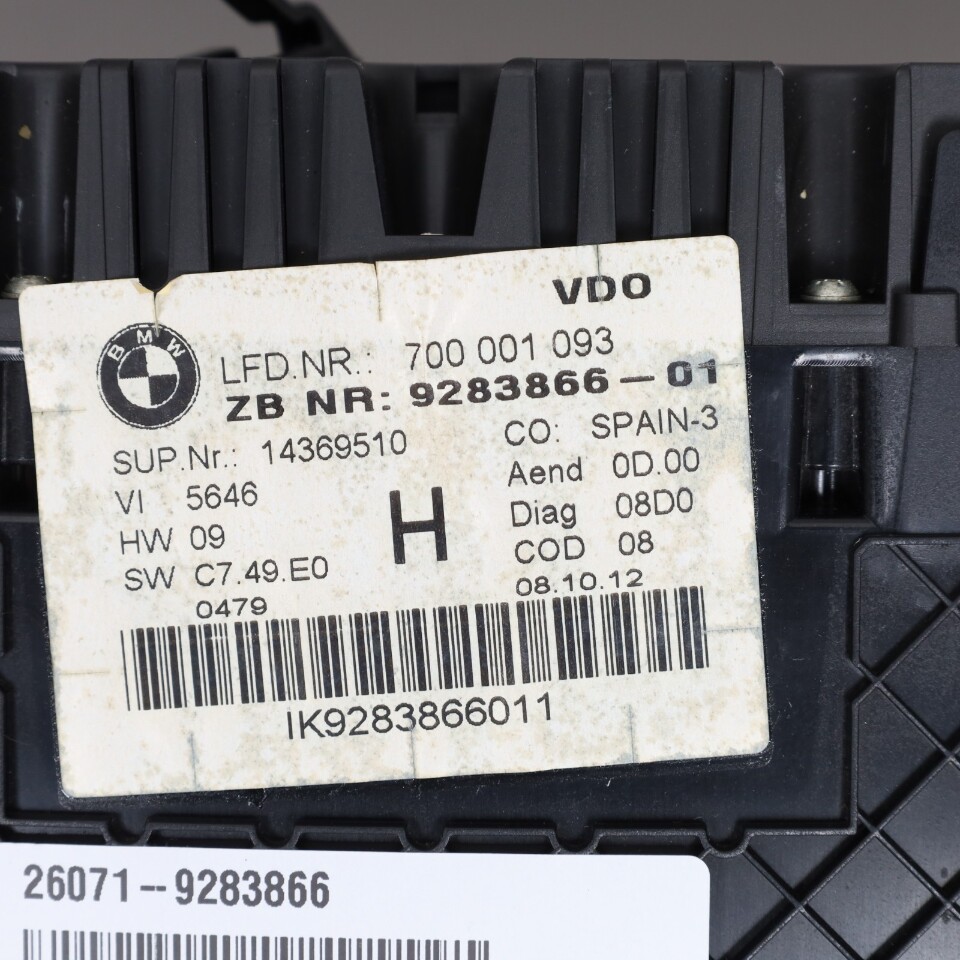 VDO
BMW
LFD.NR.: 700 001 093
ZB NR: 9283866-01
SUP.Nr.: 14369510 CO: SPAIN-3
VI 5646 Aend 0D.00
HW 09 H Diag 08D0
SW C7.49.E0 COD 08
0479 08.10.12
IK9283866011
26071--9283866